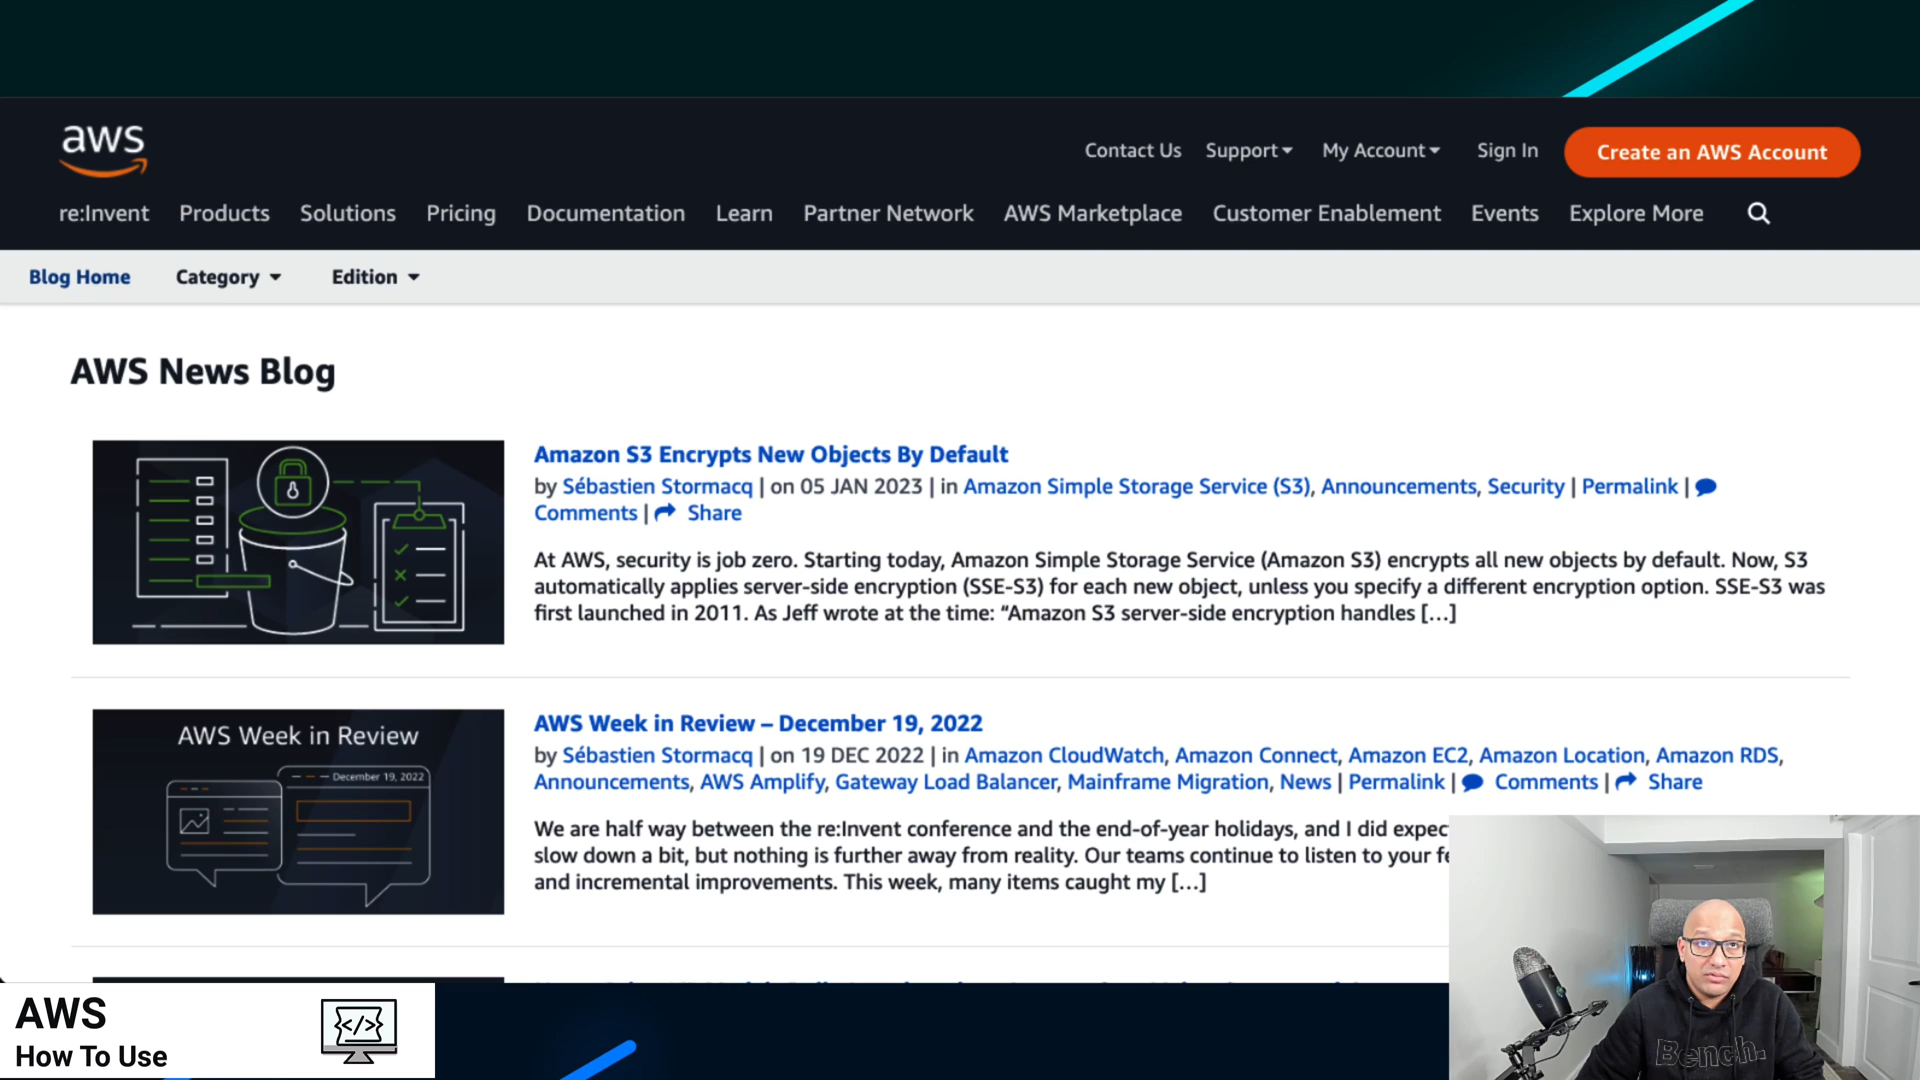 aws
Contact Us Support My Account Sign In Create an AWS Account
re:Invent Products Solutions Pricing Documentation Learn Partner Network AWS Marketplace Customer Enablement Events Explore More
Blog Home Category Edition
AWS News Blog
Amazon S3 Encrypts New Objects By Default
by Sébastien Stormacq | on 05 JAN 2023 | in Amazon Simple Storage Service (S3), Announcements, Security | Permalink |
Comments | Share
At AWS, security is job zero. Starting today, Amazon Simple Storage Service (Amazon S3) encrypts all new objects by default. Now, S3
automatically applies server-side encryption (SSE-S3) for each new object, unless you specify a different encryption option. SSE-S3 was
first launched in 2011. As Jeff wrote at the time: “Amazon S3 server-side encryption handles [...]
AWS Week in Review
December 19, 2022
AWS Week in Review – December 19, 2022
by Sébastien Stormacq | on 19 DEC 2022 | in Amazon CloudWatch, Amazon Connect, Amazon EC2, Amazon Location, Amazon RDS,
Announcements, AWS Amplify, Gateway Load Balancer, Mainframe Migration, News | Permalink | Comments | Share
We are half way between the re:Invent conference and the end-of-year holidays, and I did expec
slow down a bit, but nothing is further away from reality. Our teams continue to listen to your fe
and incremental improvements. This week, many items caught my [...]
AWS
How To Use
</>
Bench.